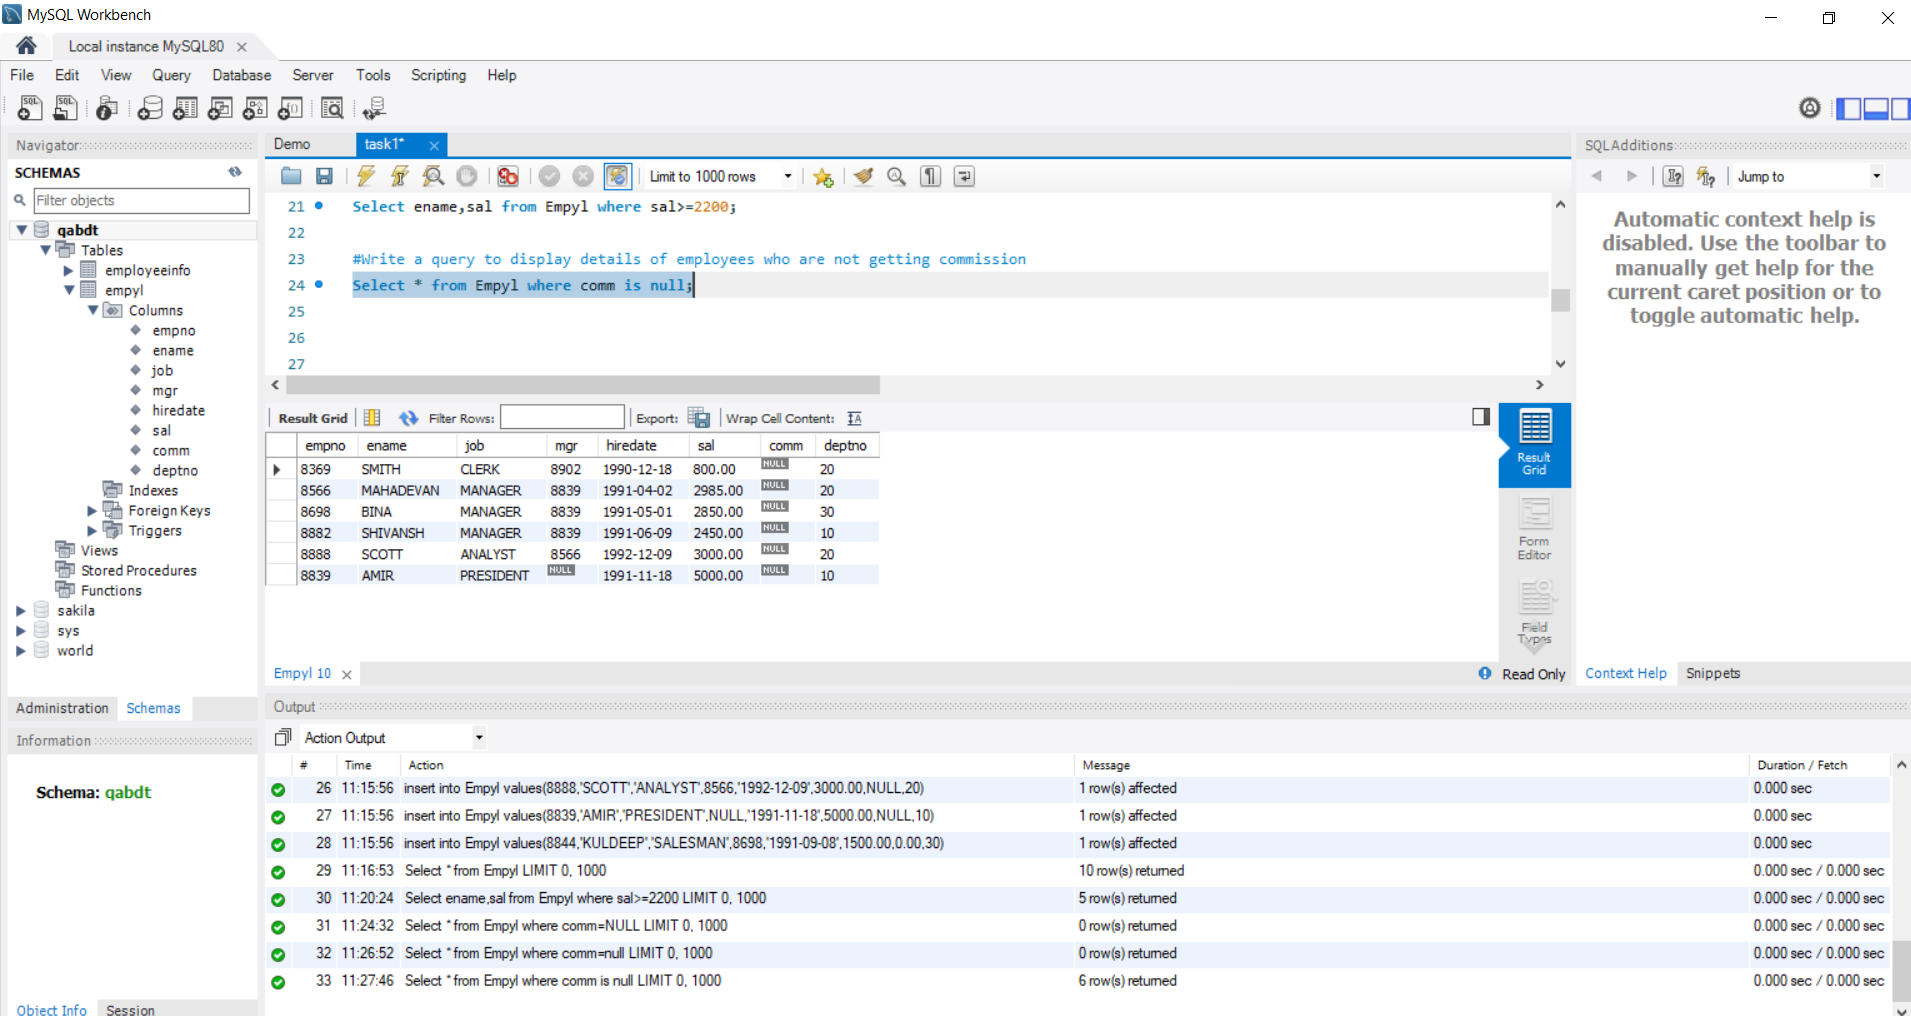 MySQL Workbench
Local instance MySQL80
File Edit View Query Database Server Tools Scripting Help
Navigator
SCHEMAS
Filter objects
qabdt
Tables
employeeinfo
empyl
Columns
empno
ename
job
mgr
hiredate
sal
comm
deptno
Indexes
Foreign Keys
Triggers
Views
Stored Procedures
Functions
sakila
sys
world
Administration Schemas
Information
Schema: qabdt
Object Info Session
Demo task1*
Limit to 1000 rows
21 Select ename,sal from Empyl where sal>=2200;
22
23 #Write a query to display details of employees who are not getting commission
24 Select * from Empyl where comm is null;
25
26
27
Result Grid Filter Rows: Export: Wrap Cell Content:
empno ename job mgr hiredate sal comm deptno
8369 SMITH CLERK 8902 1990-12-18 800.00 NULL 20
8566 MAHADEVAN MANAGER 8839 1991-04-02 2985.00 NULL 20
8698 BINA MANAGER 8839 1991-05-01 2850.00 NULL 30
8882 SHIVANSH MANAGER 8839 1991-06-09 2450.00 NULL 10
8888 SCOTT ANALYST 8566 1992-12-09 3000.00 NULL 20
8839 AMIR PRESIDENT NULL 1991-11-18 5000.00 NULL 10
Result
Grid
Form
Editor
Field
Types
Empyl 10
Read Only
SQLAdditions
Jump to
Automatic context help is
disabled. Use the toolbar to
manually get help for the
current caret position or to
toggle automatic help.
Context Help Snippets
Output
Action Output
# Time Action Message Duration / Fetch
26 11:15:56 insert into Empyl values(8888,'SCOTT','ANALYST',8566,'1992-12-09',3000.00,NULL,20) 1 row(s) affected 0.000 sec
27 11:15:56 insert into Empyl values(8839,'AMIR','PRESIDENT',NULL,'1991-11-18',5000.00,NULL,10) 1 row(s) affected 0.000 sec
28 11:15:56 insert into Empyl values(8844,'KULDEEP','SALESMAN',8698,'1991-09-08',1500.00,0.00,30) 1 row(s) affected 0.000 sec
29 11:16:53 Select * from Empyl LIMIT 0, 1000 10 row(s) returned 0.000 sec / 0.000 sec
30 11:20:24 Select ename,sal from Empyl where sal>=2200 LIMIT 0, 1000 5 row(s) returned 0.000 sec / 0.000 sec
31 11:24:32 Select * from Empyl where comm=NULL LIMIT 0, 1000 0 row(s) returned 0.000 sec / 0.000 sec
32 11:26:52 Select * from Empyl where comm=null LIMIT 0, 1000 0 row(s) returned 0.000 sec / 0.000 sec
33 11:27:46 Select * from Empyl where comm is null LIMIT 0, 1000 6 row(s) returned 0.000 sec / 0.000 sec